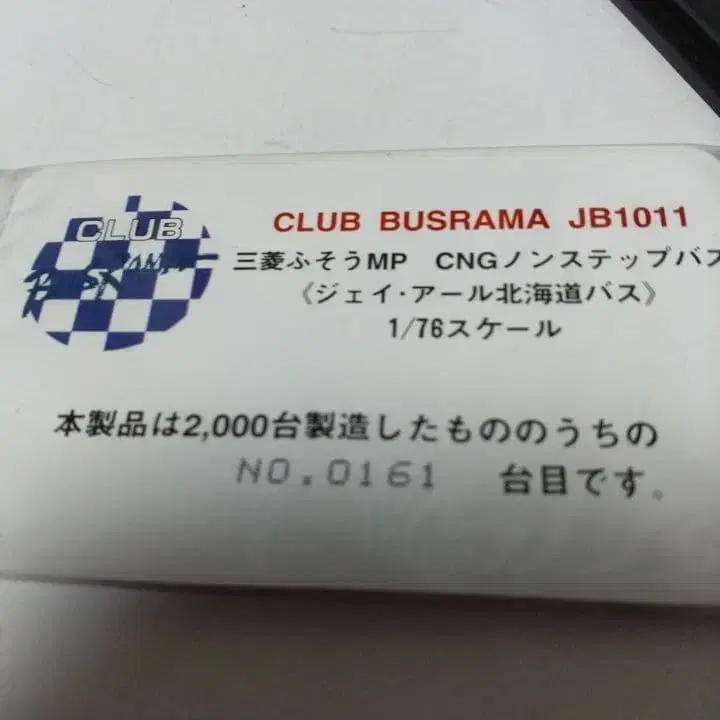 CLUB
BUSRAMA
CLUB BUSRAMA JB1011
三菱ふそうMP CNGノンステップバス
《ジェイ・アール北海道バス》
1/76スケール
本製品は2,000台製造したもののうちの
NO.0161 台目です。